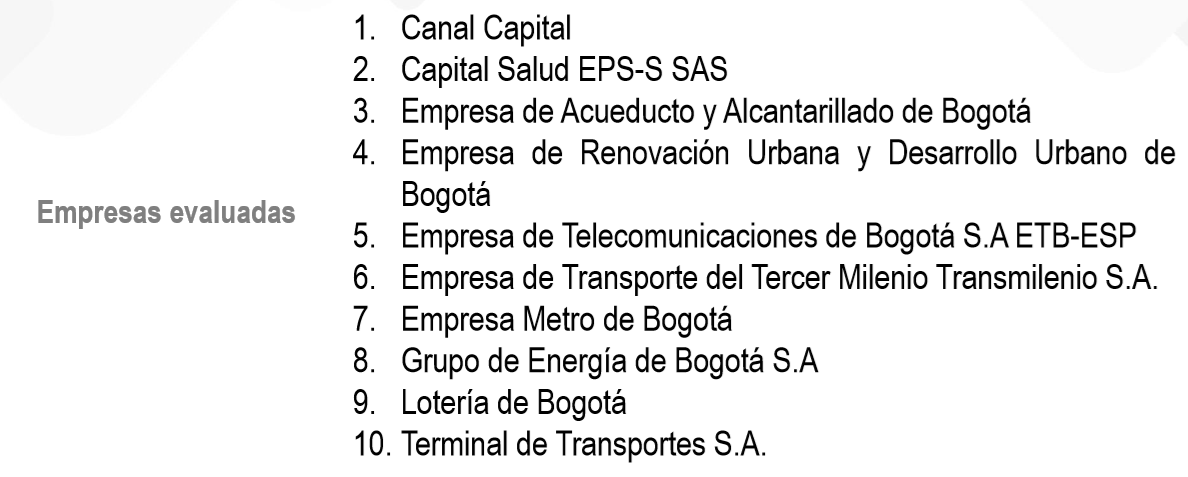 Empresas evaluadas
1. Canal Capital
2. Capital Salud EPS-S SAS
3. Empresa de Acueducto y Alcantarillado de Bogotá
4. Empresa de Renovación Urbana y Desarrollo Urbano de
Bogotá
5. Empresa de Telecomunicaciones de Bogotá S.A ETB-ESP
6. Empresa de Transporte del Tercer Milenio Transmilenio S.A.
7. Empresa Metro de Bogotá
8. Grupo de Energía de Bogotá S.A
9. Lotería de Bogotá
10. Terminal de Transportes S.A.